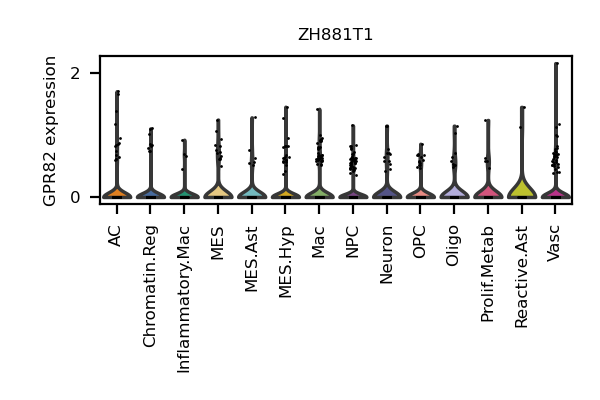 ZH881T1
GPR82 expression
2
0
AC
Chromatin.Reg
Inflammatory.Mac
MES
MES.Ast
MES.Hyp
Mac
NPC
Neuron
OPC
Oligo
Prolif.Metab
Reactive.Ast
Vasc